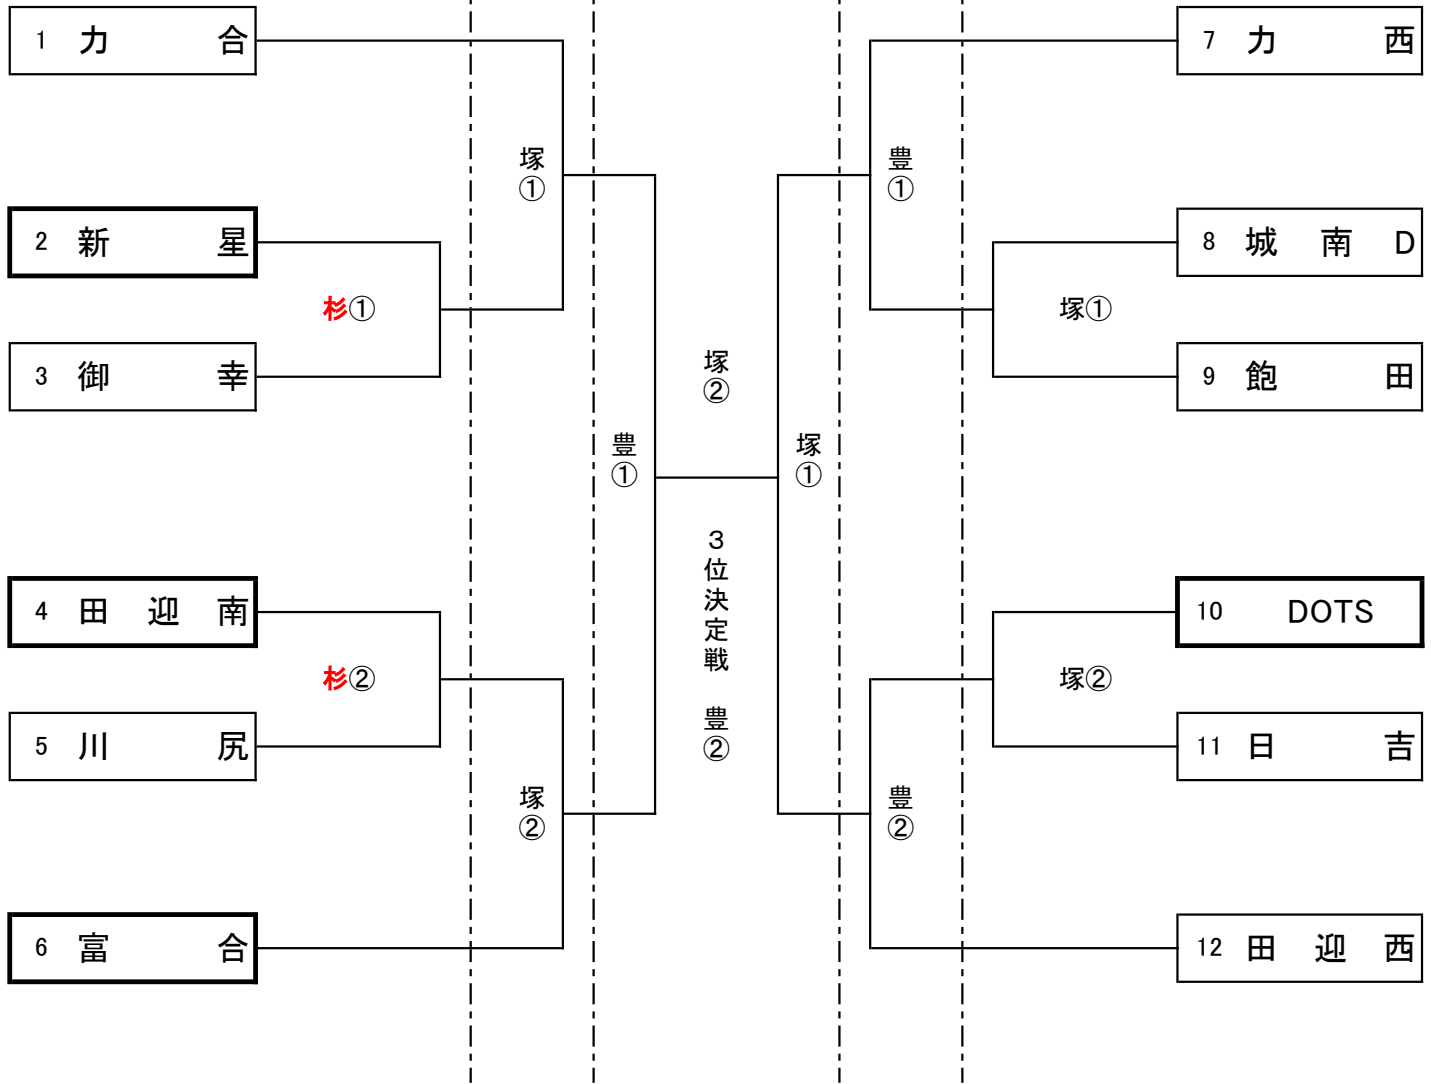 1 力 合
2 新 星
3 御 幸
4 田 迎 南
5 川 尻
6 富 合
杉①
杉②
塚①
塚②
豊①
塚②
3位決定戦 豊②
塚①
豊①
豊②
塚①
塚②
7 力 西
8 城 南 D
9 飽 田
10 DOTS
11 日 吉
12 田 迎 西